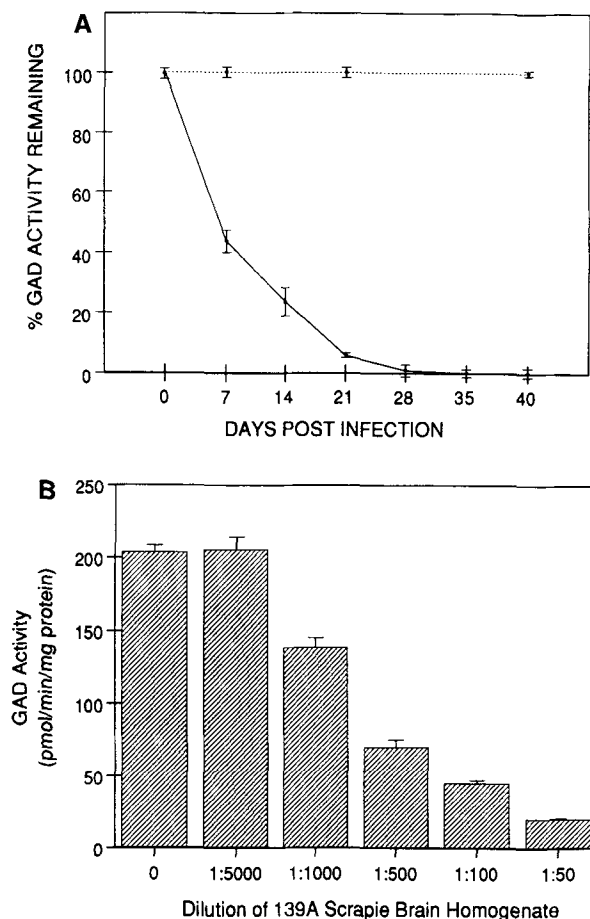 A
% GAD ACTIVITY REMAINING
100
80
60
40
20
0
0 7 14 21 28 35 40
DAYS POST INFECTION
B
GAD Activity
(pmol/min/mg protein)
250
200
150
100
50
0
0 1:5000 1:1000 1:500 1:100 1:50
Dilution of 139A Scrapie Brain Homogenate